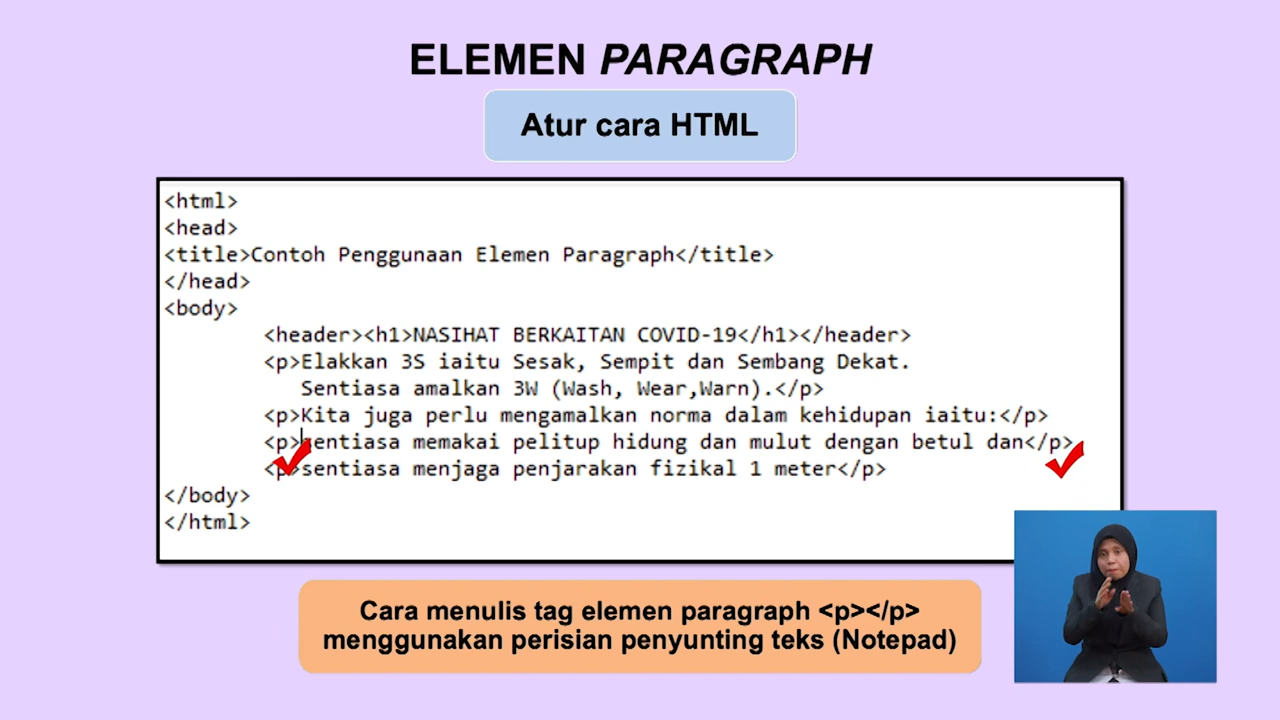 ELEMEN PARAGRAPH
Atur cara HTML
<html>
<head>
<title>Contoh Penggunaan Elemen Paragraph</title>
</head>
<body>
<header><h1>NASIHAT BERKAITAN COVID-19</h1></header>
<p>Elakkan 3S iaitu Sesak, Sempit dan Sembang Dekat.
Sentiasa amalkan 3W (Wash, Wear,Warn).</p>
<p>Kita juga perlu mengamalkan norma dalam kehidupan iaitu:</p>
<p>sentiasa memakai pelitup hidung dan mulut dengan betul dan</p>
<p>sentiasa menjaga penjarakan fizikal 1 meter</p>
</body>
</html>
Cara menulis tag elemen paragraph <p></p>
menggunakan perisian penyunting teks (Notepad)